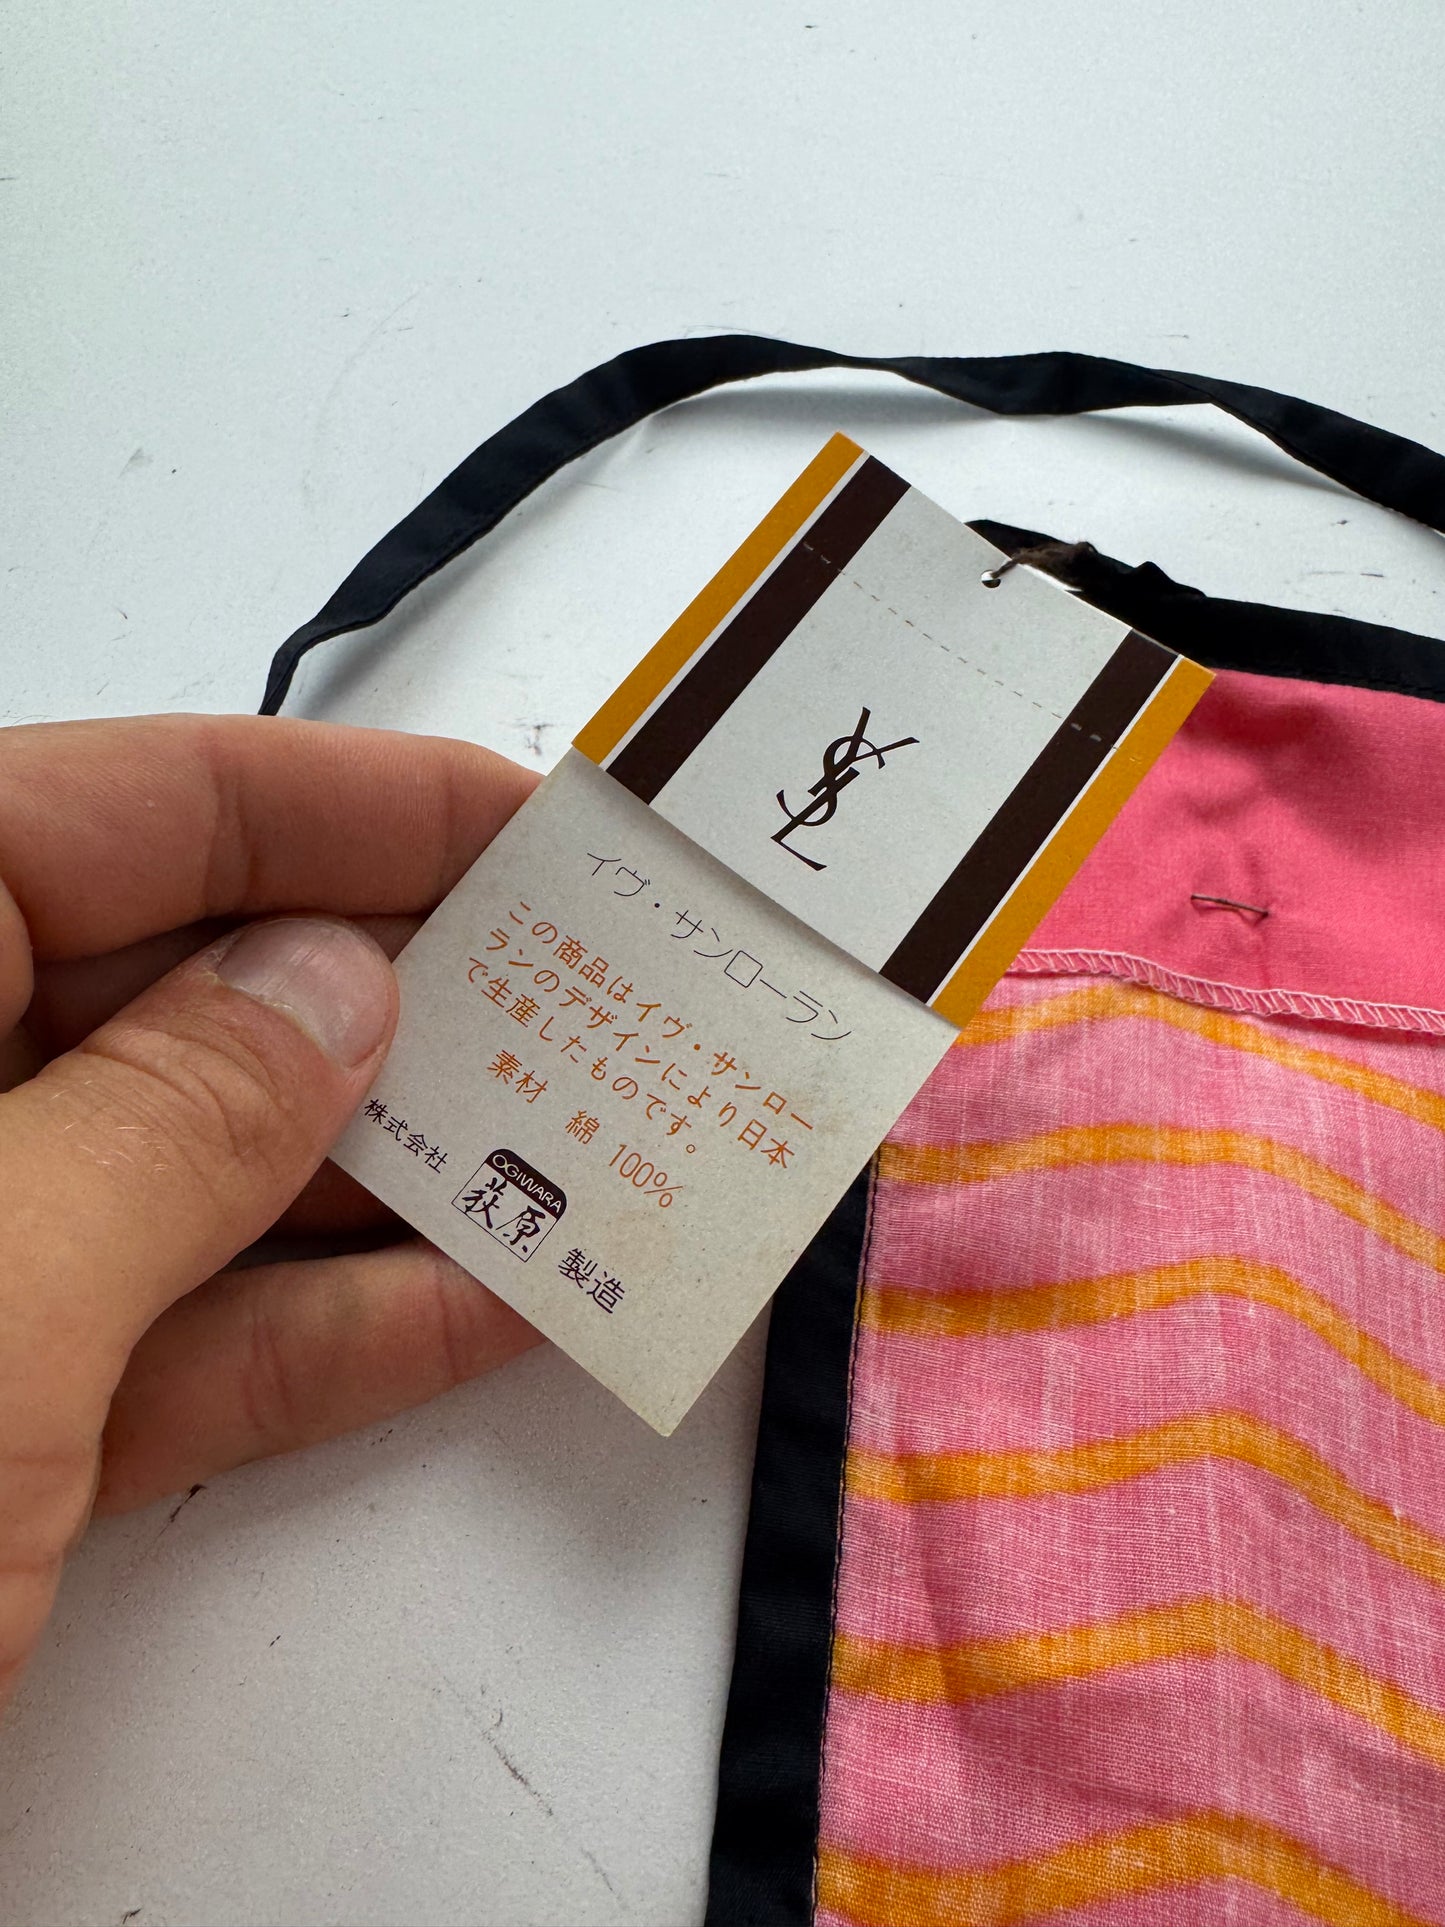 YSL
イヴ・サンローラン
この商品はイヴ・サンロー
ランのデザインにより日本
で生産したものです。
素材 綿 100%
株式会社 OGIWARA 荻原 製造